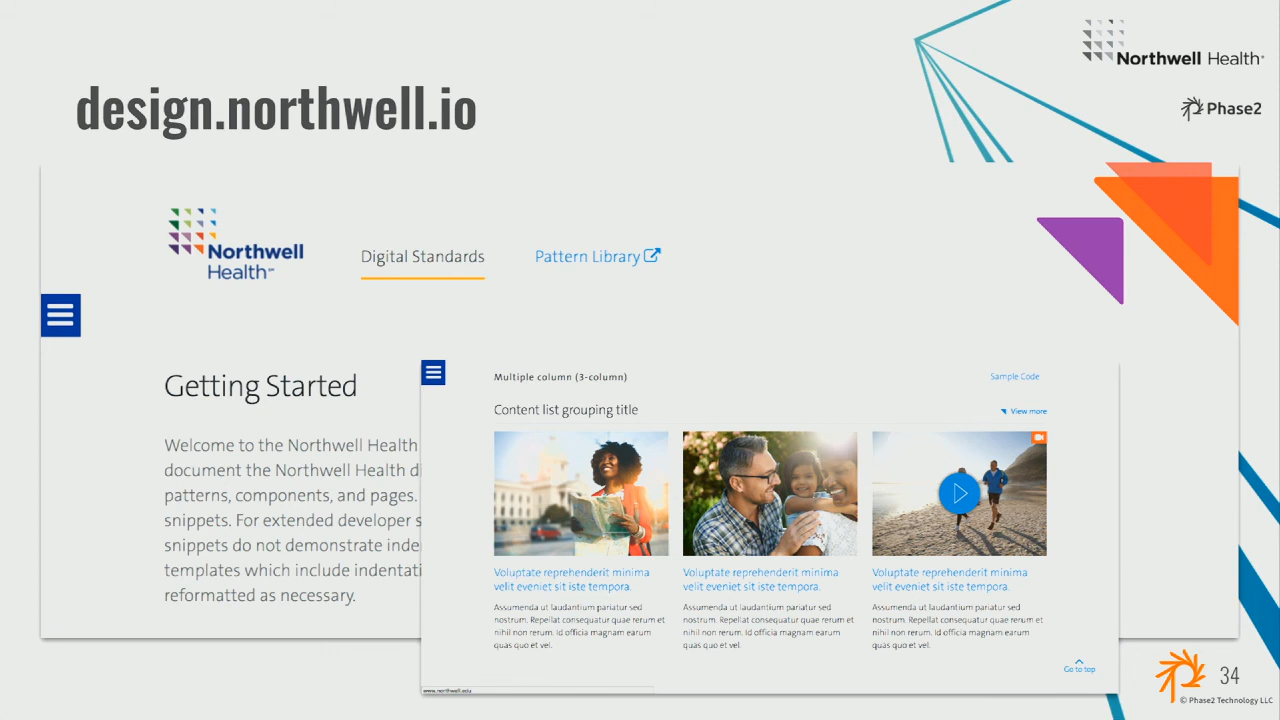 Northwell Health
Phase2
design.northwell.io
Northwell
Health
Digital Standards
Pattern Library
Getting Started
Welcome to the Northwell Health
document the Northwell Health di
patterns, components, and pages.
snippets. For extended developer s
snippets do not demonstrate inde
templates which include indentati
reformatted as necessary.
Multiple column (3-column)
Sample Code
Content list grouping title
View more
Voluptate reprehenderit minima
velit eveniet sit iste tempora.
Assumenda ut laudantium pariatur sed
nostrum. Repellat consequatur quae rerum et
nihil non rerum. Id officia magnam earum
quas quo et vel.
Voluptate reprehenderit minima
velit eveniet sit iste tempora.
Assumenda ut laudantium pariatur sed
nostrum. Repellat consequatur quae rerum et
nihil non rerum. Id officia magnam earum
quas quo et vel.
Voluptate reprehenderit minima
velit eveniet sit iste tempora.
Assumenda ut laudantium pariatur sed
nostrum. Repellat consequatur quae rerum et
nihil non rerum. Id officia magnam earum
quas quo et vel.
Go to top
www.northwell.edu
34
© Phase2 Technology LLC